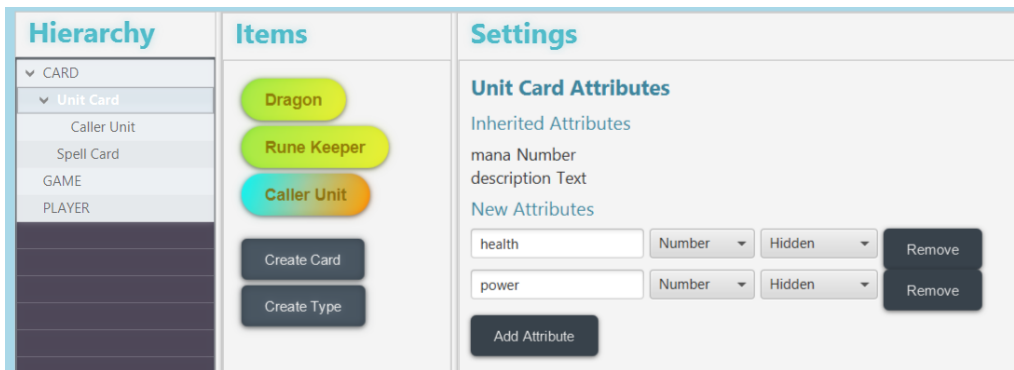 Hierarchy
CARD
Unit Card
Caller Unit
Spell Card
GAME
PLAYER
Items
Dragon
Rune Keeper
Caller Unit
Create Card
Create Type
Settings
Unit Card Attributes
Inherited Attributes
mana Number
description Text
New Attributes
health Number Hidden Remove
power Number Hidden Remove
Add Attribute